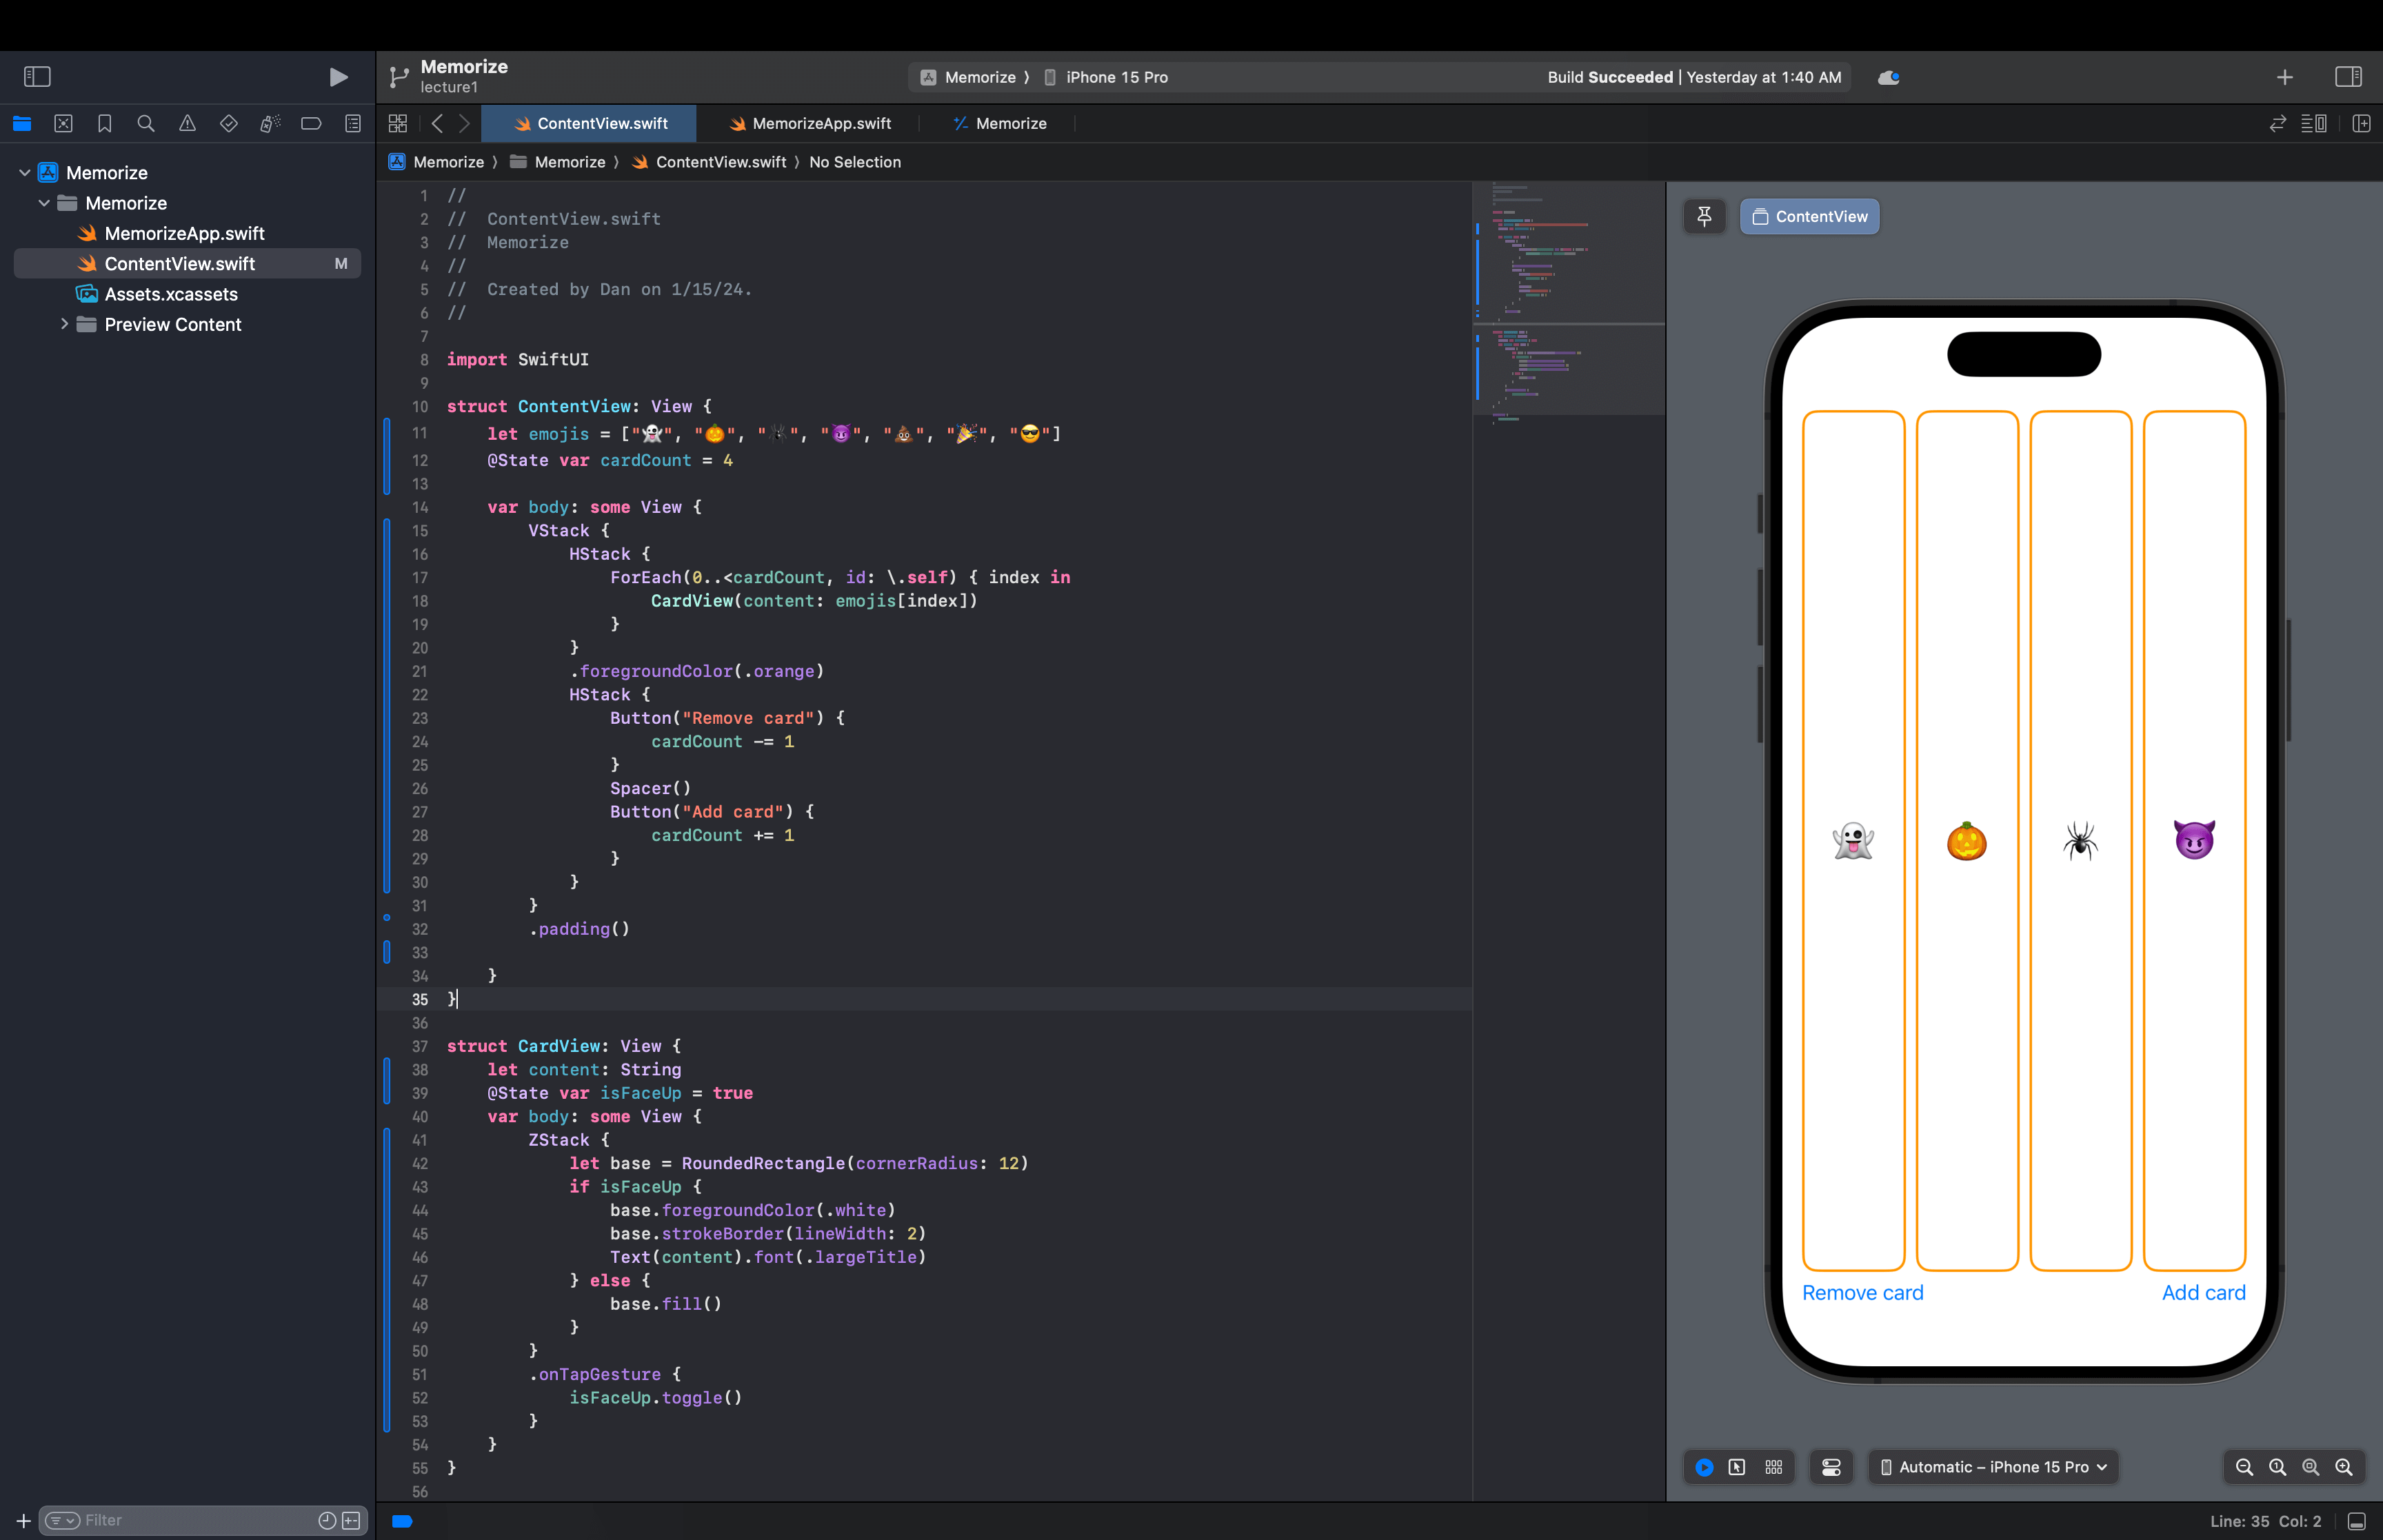 Memorize
lecture1
Memorize 〉 iPhone 15 Pro
Build Succeeded | Yesterday at 1:40 AM
ContentView.swift
MemorizeApp.swift
Memorize
Memorize 〉 Memorize 〉 ContentView.swift 〉 No Selection
Memorize
Memorize
MemorizeApp.swift
ContentView.swift M
Assets.xcassets
Preview Content
1 //
2 //  ContentView.swift
3 //  Memorize
4 //
5 //  Created by Dan on 1/15/24.
6 //
7
8 import SwiftUI
9
10 struct ContentView: View {
11     let emojis = ["👻", "🎃", "🕷️", "😈", "💩", "🎉", "😎"]
12     @State var cardCount = 4
13
14     var body: some View {
15         VStack {
16             HStack {
17                 ForEach(0..<cardCount, id: \.self) { index in
18                     CardView(content: emojis[index])
19                 }
20             }
21             .foregroundColor(.orange)
22             HStack {
23                 Button("Remove card") {
24                     cardCount -= 1
25                 }
26                 Spacer()
27                 Button("Add card") {
28                     cardCount += 1
29                 }
30             }
31         }
32         .padding()
33
34     }
35 }
36
37 struct CardView: View {
38     let content: String
39     @State var isFaceUp = true
40     var body: some View {
41         ZStack {
42             let base = RoundedRectangle(cornerRadius: 12)
43             if isFaceUp {
44                 base.foregroundColor(.white)
45                 base.strokeBorder(lineWidth: 2)
46                 Text(content).font(.largeTitle)
47             } else {
48                 base.fill()
49             }
50         }
51         .onTapGesture {
52             isFaceUp.toggle()
53         }
54     }
55 }
56
ContentView
👻 🎃 🕷️ 😈
Remove card
Add card
Automatic – iPhone 15 Pro
Filter
Line: 35  Col: 2